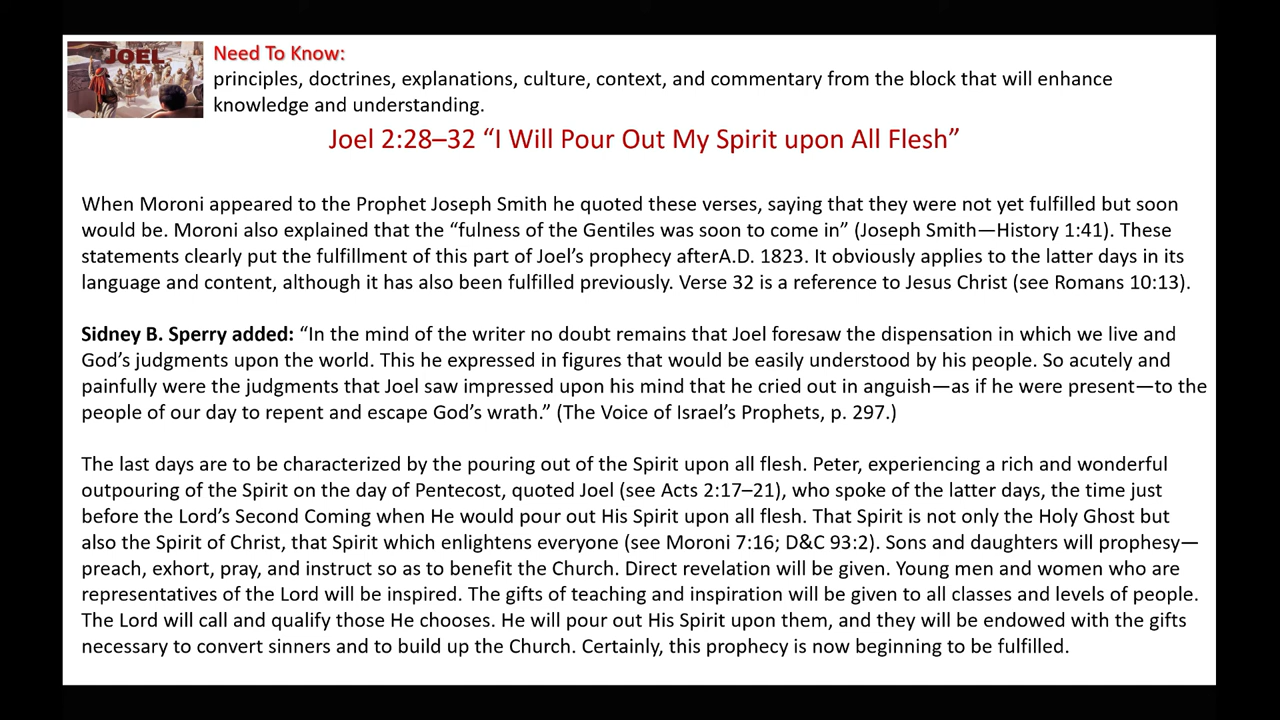 JOEL
Need To Know:
principles, doctrines, explanations, culture, context, and commentary from the block that will enhance
knowledge and understanding.
Joel 2:28–32 “I Will Pour Out My Spirit upon All Flesh”
When Moroni appeared to the Prophet Joseph Smith he quoted these verses, saying that they were not yet fulfilled but soon
would be. Moroni also explained that the “fulness of the Gentiles was soon to come in” (Joseph Smith—History 1:41). These
statements clearly put the fulfillment of this part of Joel’s prophecy afterA.D. 1823. It obviously applies to the latter days in its
language and content, although it has also been fulfilled previously. Verse 32 is a reference to Jesus Christ (see Romans 10:13).
Sidney B. Sperry added: “In the mind of the writer no doubt remains that Joel foresaw the dispensation in which we live and
God’s judgments upon the world. This he expressed in figures that would be easily understood by his people. So acutely and
painfully were the judgments that Joel saw impressed upon his mind that he cried out in anguish—as if he were present—to the
people of our day to repent and escape God’s wrath.” (The Voice of Israel’s Prophets, p. 297.)
The last days are to be characterized by the pouring out of the Spirit upon all flesh. Peter, experiencing a rich and wonderful
outpouring of the Spirit on the day of Pentecost, quoted Joel (see Acts 2:17–21), who spoke of the latter days, the time just
before the Lord’s Second Coming when He would pour out His Spirit upon all flesh. That Spirit is not only the Holy Ghost but
also the Spirit of Christ, that Spirit which enlightens everyone (see Moroni 7:16; D&C 93:2). Sons and daughters will prophesy—
preach, exhort, pray, and instruct so as to benefit the Church. Direct revelation will be given. Young men and women who are
representatives of the Lord will be inspired. The gifts of teaching and inspiration will be given to all classes and levels of people.
The Lord will call and qualify those He chooses. He will pour out His Spirit upon them, and they will be endowed with the gifts
necessary to convert sinners and to build up the Church. Certainly, this prophecy is now beginning to be fulfilled.